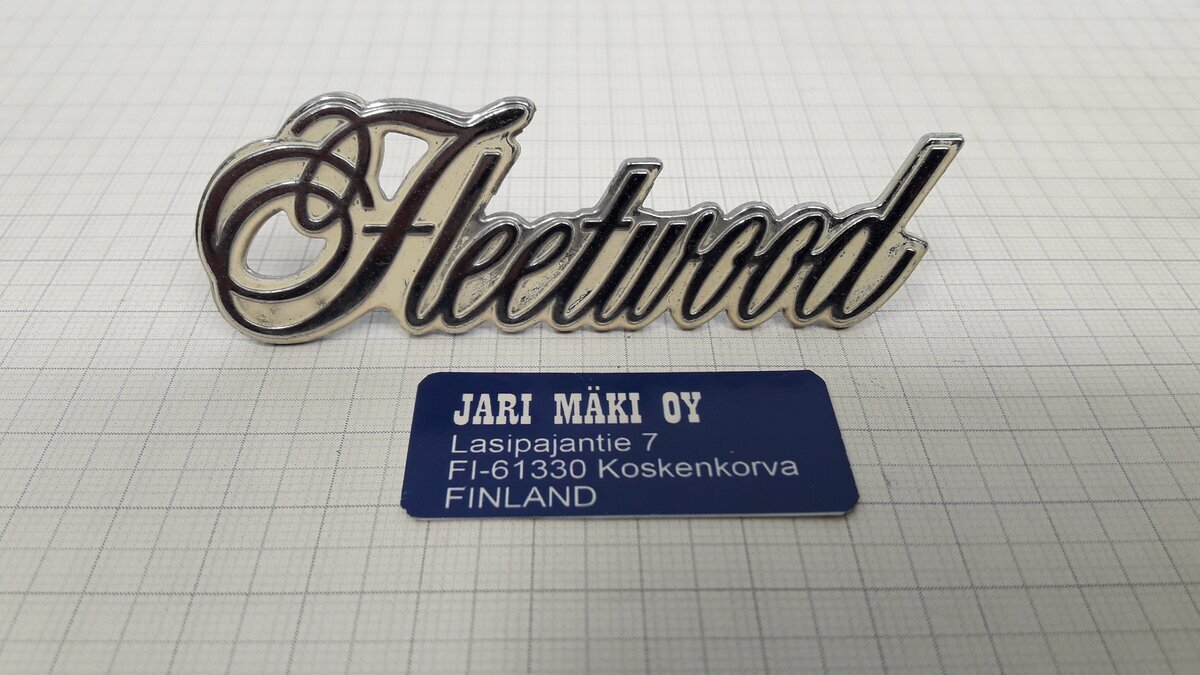 Fleetwood
JARI MÄKI OY
Lasipajantie 7
FI-61330 Koskenkorva
FINLAND